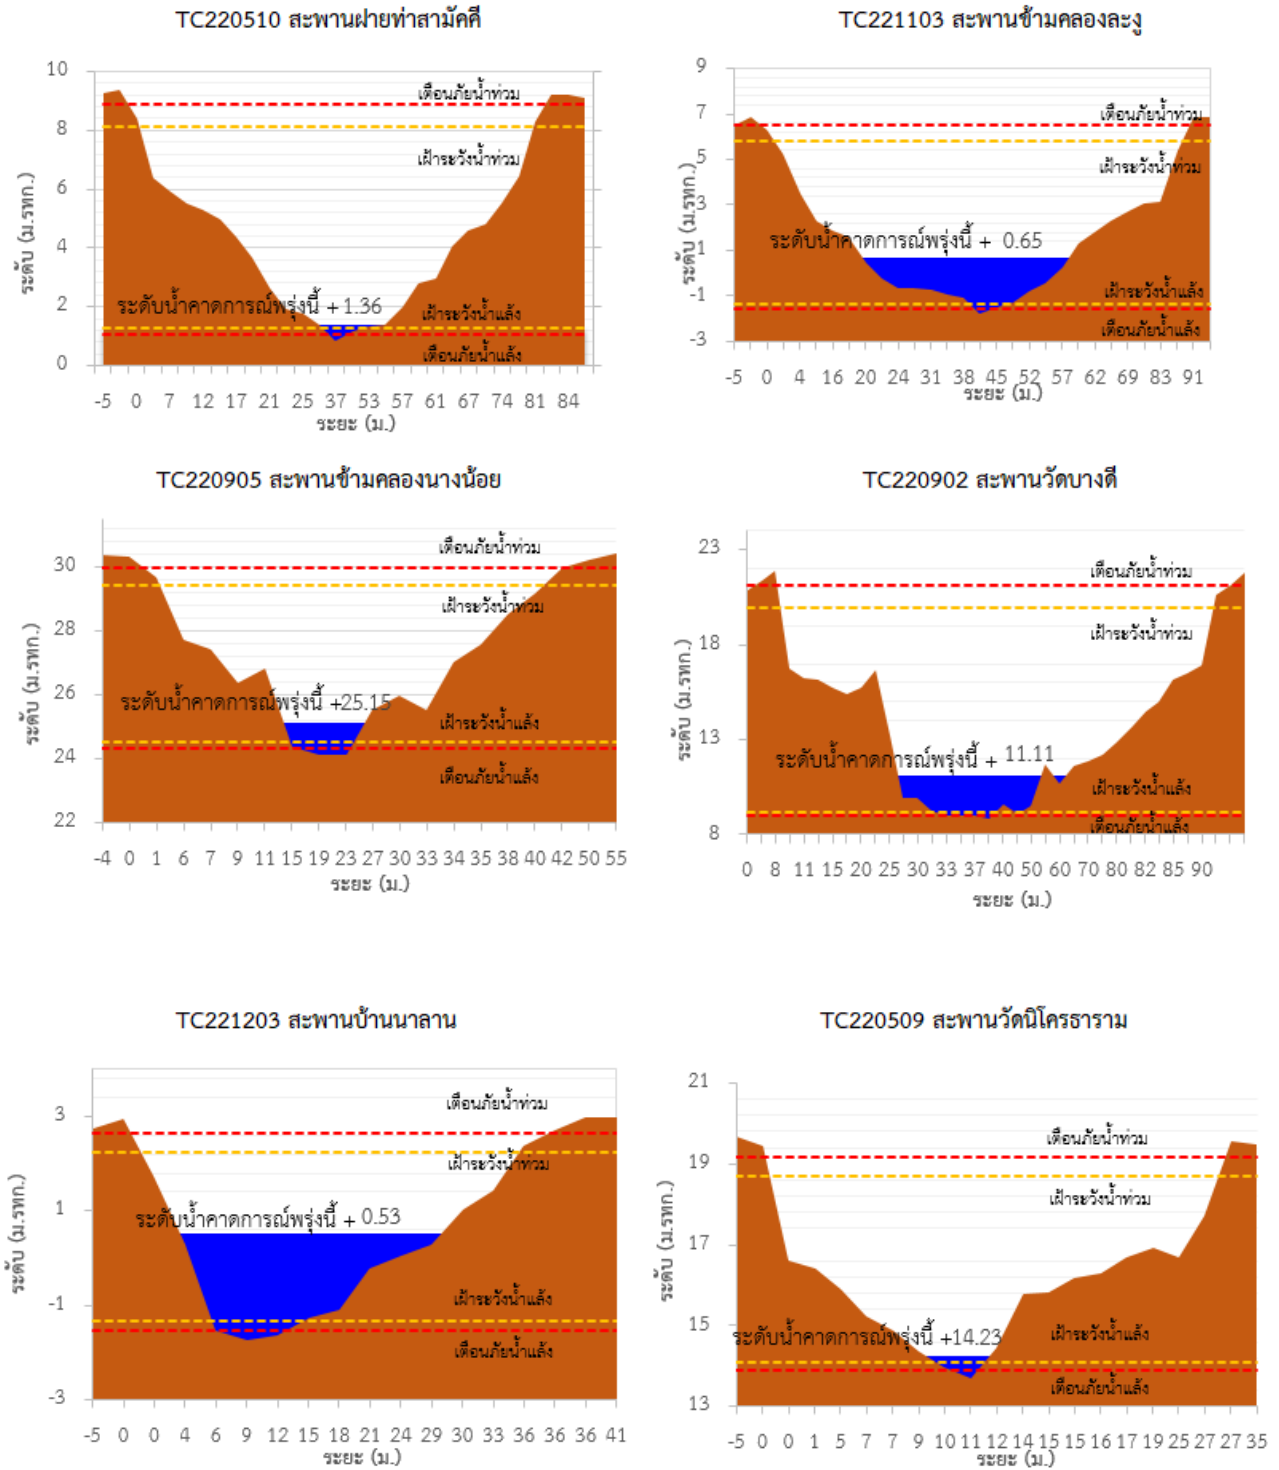 TC220510 สะพานฝายท่าสามัคคี
10
8
6
4
2
0
ระดับ (ม.รทก.)
เตือนภัยน้ำท่วม
เฝ้าระวังน้ำท่วม
ระดับน้ำคาดการณ์พรุ่งนี้ + 1.36
เฝ้าระวังน้ำแล้ง
เตือนภัยน้ำแล้ง
-5 0 7 12 17 21 25 37 53 57 61 67 74 81 84
ระยะ (ม.)
TC221103 สะพานข้ามคลองละงู
9
7
5
3
1
-1
-3
ระดับ (ม.รทก.)
เตือนภัยน้ำท่วม
เฝ้าระวังน้ำท่วม
ระดับน้ำคาดการณ์พรุ่งนี้ + 0.65
เฝ้าระวังน้ำแล้ง
เตือนภัยน้ำแล้ง
-5 0 4 16 20 24 31 38 45 52 57 62 69 83 91
ระยะ (ม.)
TC220905 สะพานข้ามคลองนางน้อย
30
28
26
24
22
ระดับ (ม.รทก.)
เตือนภัยน้ำท่วม
เฝ้าระวังน้ำท่วม
ระดับน้ำคาดการณ์พรุ่งนี้ +25.15
เฝ้าระวังน้ำแล้ง
เตือนภัยน้ำแล้ง
-4 0 1 6 7 9 11 15 19 23 27 30 33 34 35 38 40 42 50 55
ระยะ (ม.)
TC220902 สะพานวัดบางดี
23
18
13
8
ระดับ (ม.รทก.)
เตือนภัยน้ำท่วม
เฝ้าระวังน้ำท่วม
ระดับน้ำคาดการณ์พรุ่งนี้ + 11.11
เฝ้าระวังน้ำแล้ง
เตือนภัยน้ำแล้ง
0 8 11 15 20 25 33 37 40 50 60 70 80 82 85 90
ระยะ (ม.)
TC221203 สะพานบ้านนาลาน
3
1
-1
-3
ระดับ (ม.รทก.)
เตือนภัยน้ำท่วม
เฝ้าระวังน้ำท่วม
ระดับน้ำคาดการณ์พรุ่งนี้ + 0.53
เฝ้าระวังน้ำแล้ง
เตือนภัยน้ำแล้ง
-5 0 0 4 6 9 12 15 18 21 24 29 30 33 36 36 41
ระยะ (ม.)
TC220509 สะพานวัดนิโครธาราม
21
19
17
15
13
ระดับ (ม.รทก.)
เตือนภัยน้ำท่วม
เฝ้าระวังน้ำท่วม
ระดับน้ำคาดการณ์พรุ่งนี้ +14.23
เฝ้าระวังน้ำแล้ง
เตือนภัยน้ำแล้ง
-5 0 0 1 5 7 7 9 10 11 12 14 15 15 16 17 19 25 27 27 35
ระยะ (ม.)